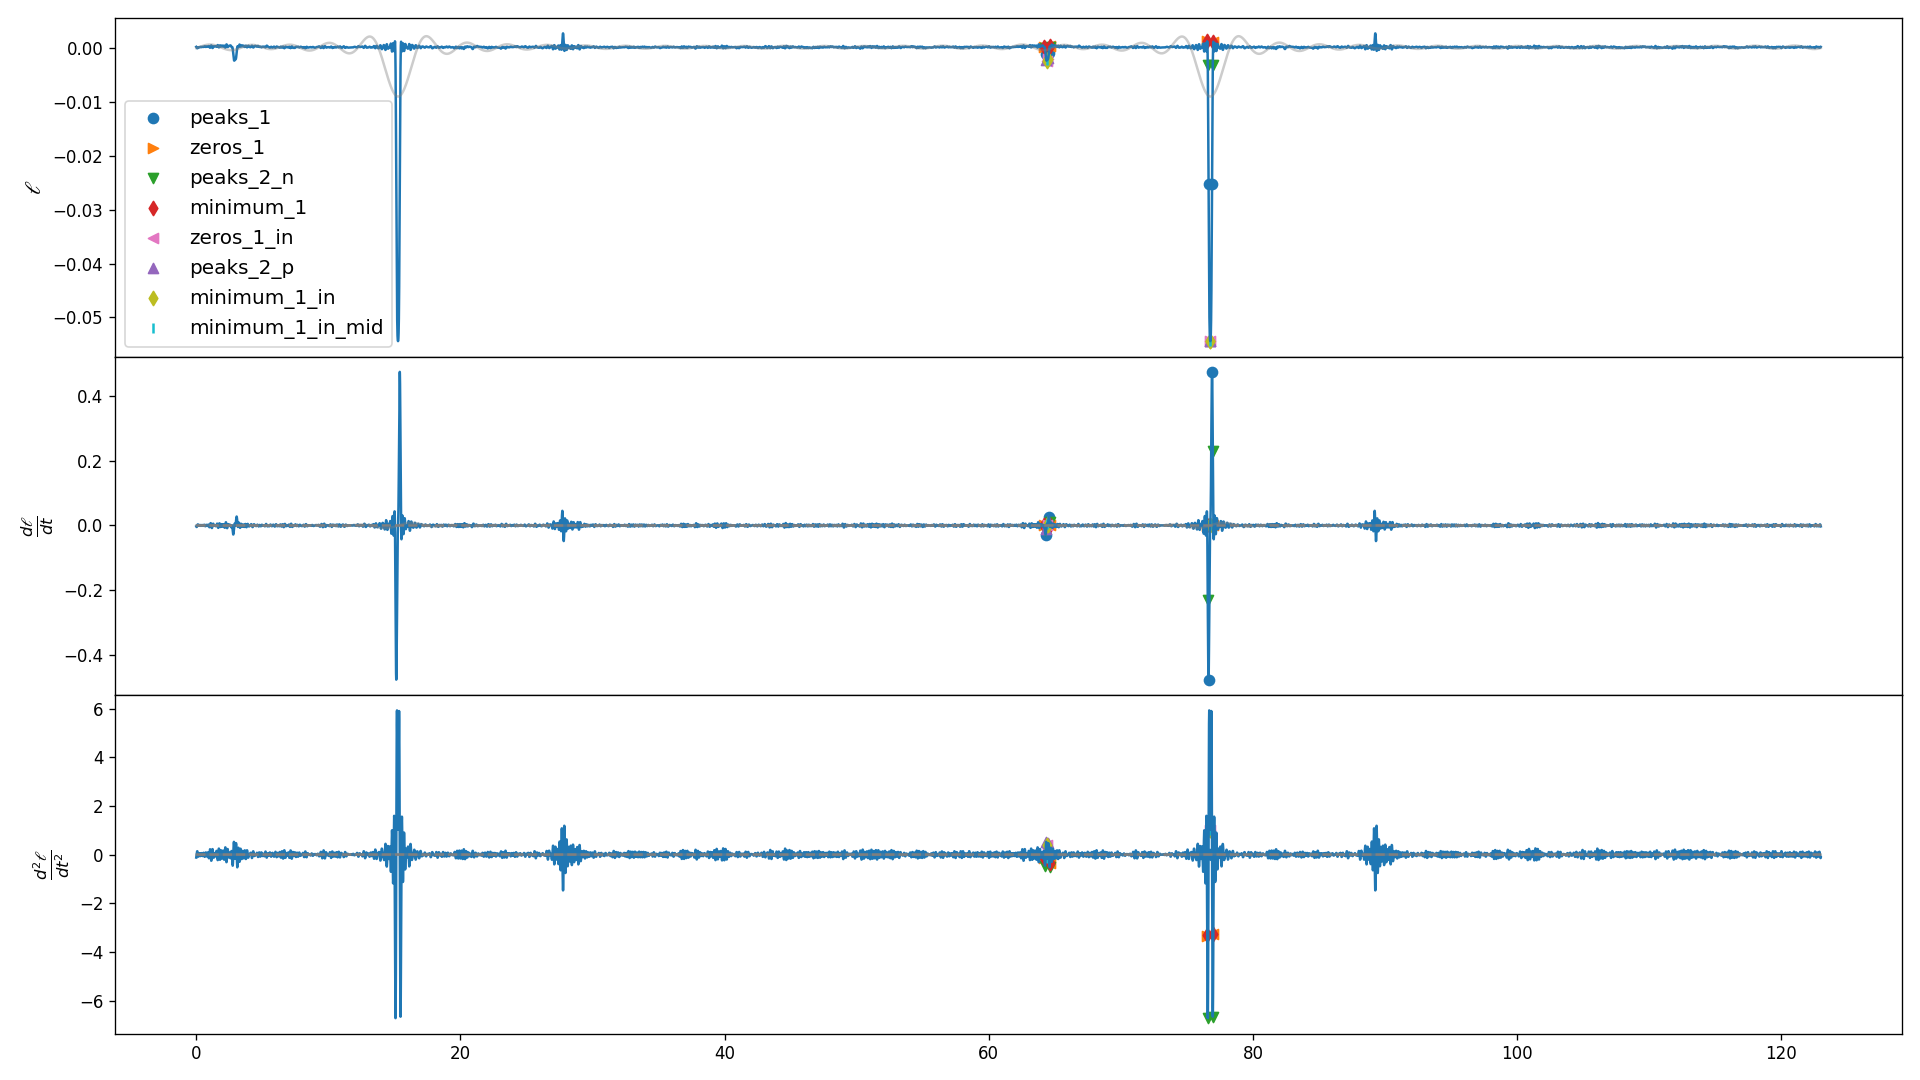 0.00
−0.01
−0.02
−0.03
−0.04
−0.05
ℓ
peaks_1
zeros_1
peaks_2_n
minimum_1
zeros_1_in
peaks_2_p
minimum_1_in
minimum_1_in_mid
0.4
0.2
0.0
−0.2
−0.4
dℓ
dt
6
4
2
0
−2
−4
−6
d²ℓ
dt²
0 20 40 60 80 100 120